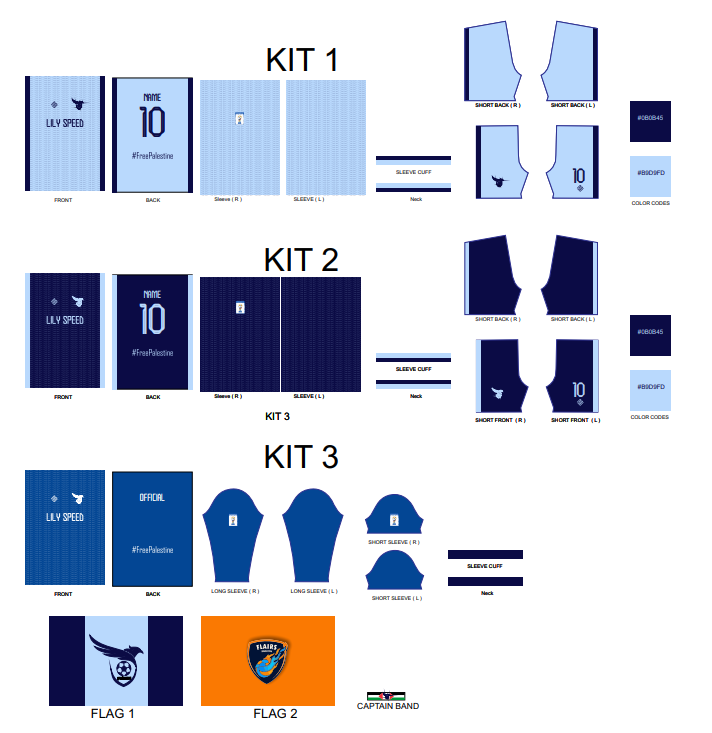 KIT 1
LILY SPEED
FRONT
NAME
10
#FreePalestine
BACK
Sleeve ( R )
SLEEVE ( L )
SLEEVE CUFF
Neck
SHORT BACK ( R )
SHORT BACK ( L )
10
#0B0B45
#B9D9FD
COLOR CODES
KIT 2
LILY SPEED
FRONT
NAME
10
#FreePalestine
BACK
Sleeve ( R )
SLEEVE ( L )
KIT 3
SLEEVE CUFF
Neck
SHORT BACK ( R )
SHORT BACK ( L )
10
SHORT FRONT ( R )
SHORT FRONT ( L )
#0B0B45
#B9D9FD
COLOR CODES
KIT 3
LILY SPEED
FRONT
OFFICIAL
#FreePalestine
BACK
LONG SLEEVE ( R )
LONG SLEEVE ( L )
SHORT SLEEVE ( R )
SHORT SLEEVE ( L )
SLEEVE CUFF
Neck
FLAG 1
FLAIRS
FLAG 2
CAPTAIN BAND